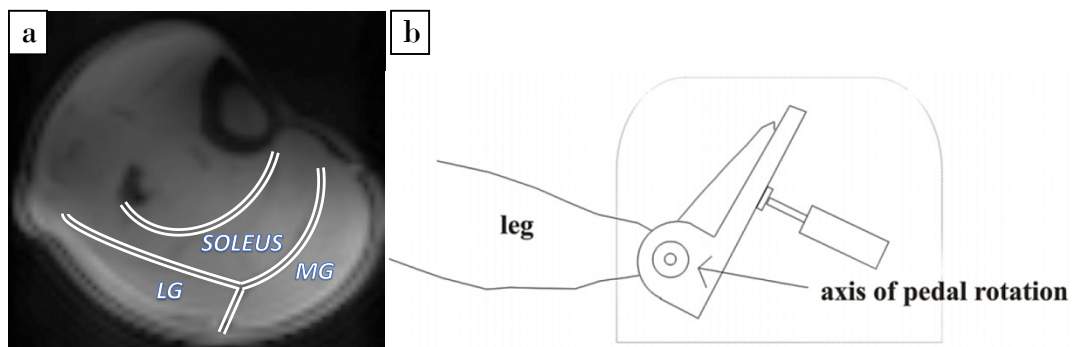 a
b
SOLEUS
MG
LG
leg
axis of pedal rotation